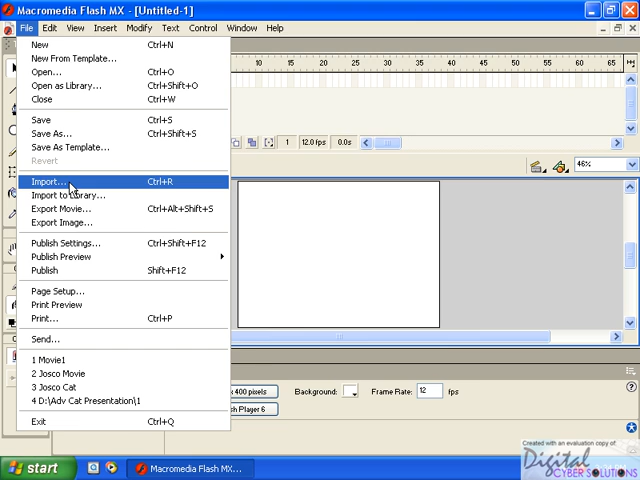 Macromedia Flash MX - [Untitled-1]
File Edit View Insert Modify Text Control Window Help
New Ctrl+N
New From Template...
Open... Ctrl+O
Open as Library... Ctrl+Shift+O
Close Ctrl+W
Save Ctrl+S
Save As... Ctrl+Shift+S
Save As Template...
Revert
Import... Ctrl+R
Import to Library...
Export Movie... Ctrl+Alt+Shift+S
Export Image...
Publish Settings... Ctrl+Shift+F12
Publish Preview
Publish Shift+F12
Page Setup...
Print Preview
Print... Ctrl+P
Send...
1 Movie1
2 Josco Movie
3 Josco Cat
4 D:\Adv Cat Presentation\1
Exit Ctrl+Q
10 15 20 25 30 35 40 45 50 55 60 65
1 12.0 fps 0.0s
46%
400 pixels Background: Frame Rate: 12 fps
sh Player 6
start Macromedia Flash MX...
Created with an evaluation copy of
Digital
CYBER SOLUTIONS